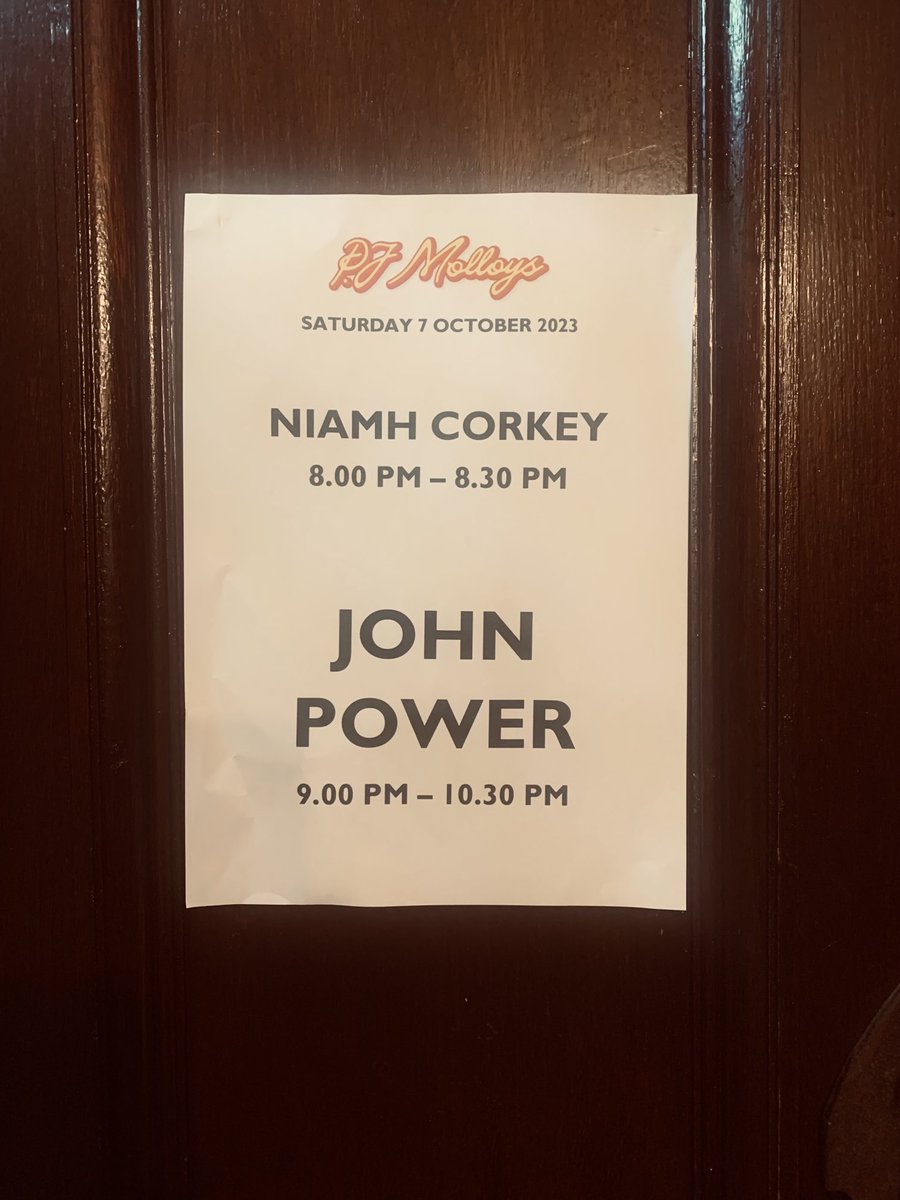 P.J Molloys
SATURDAY 7 OCTOBER 2023
NIAMH CORKEY
8.00 PM – 8.30 PM
JOHN
POWER
9.00 PM – 10.30 PM